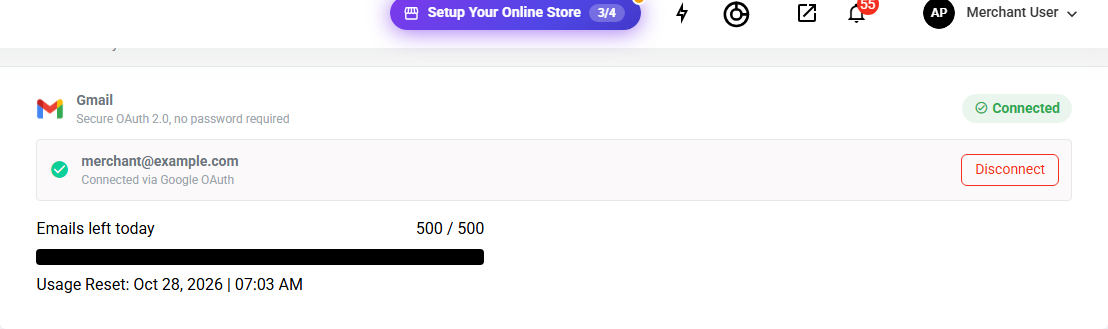 Setup Your Online Store 3/4
55
AP Merchant User
Gmail
Secure OAuth 2.0, no password required
Connected
merchant@example.com
Connected via Google OAuth
Disconnect
Emails left today 500 / 500
Usage Reset: Oct 28, 2026 | 07:03 AM